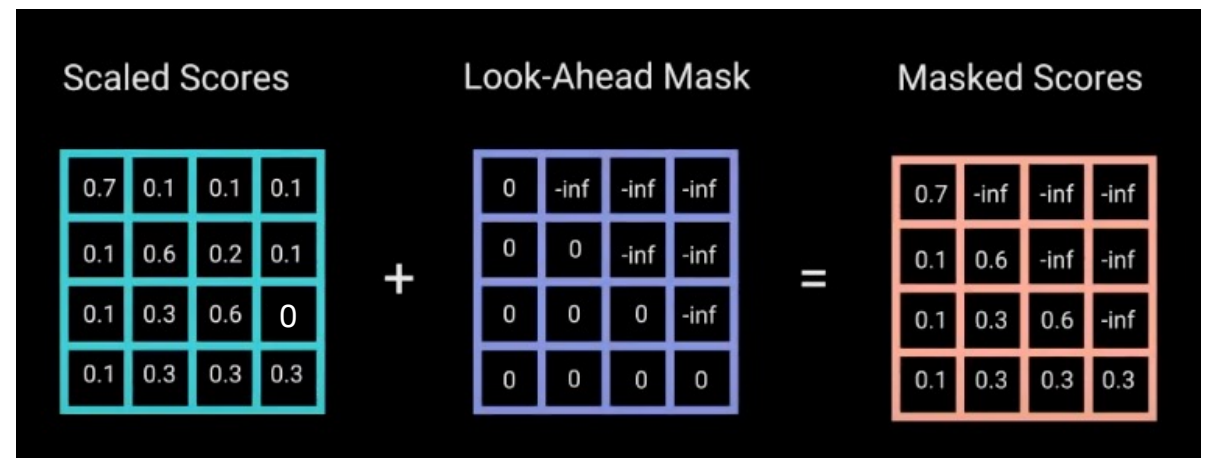 Scaled Scores
Look-Ahead Mask
Masked Scores
0.7 0.1 0.1 0.1
0.1 0.6 0.2 0.1
0.1 0.3 0.6 0
0.1 0.3 0.3 0.3
+
0 -inf -inf -inf
0 0 -inf -inf
0 0 0 -inf
0 0 0 0
=
0.7 -inf -inf -inf
0.1 0.6 -inf -inf
0.1 0.3 0.6 -inf
0.1 0.3 0.3 0.3